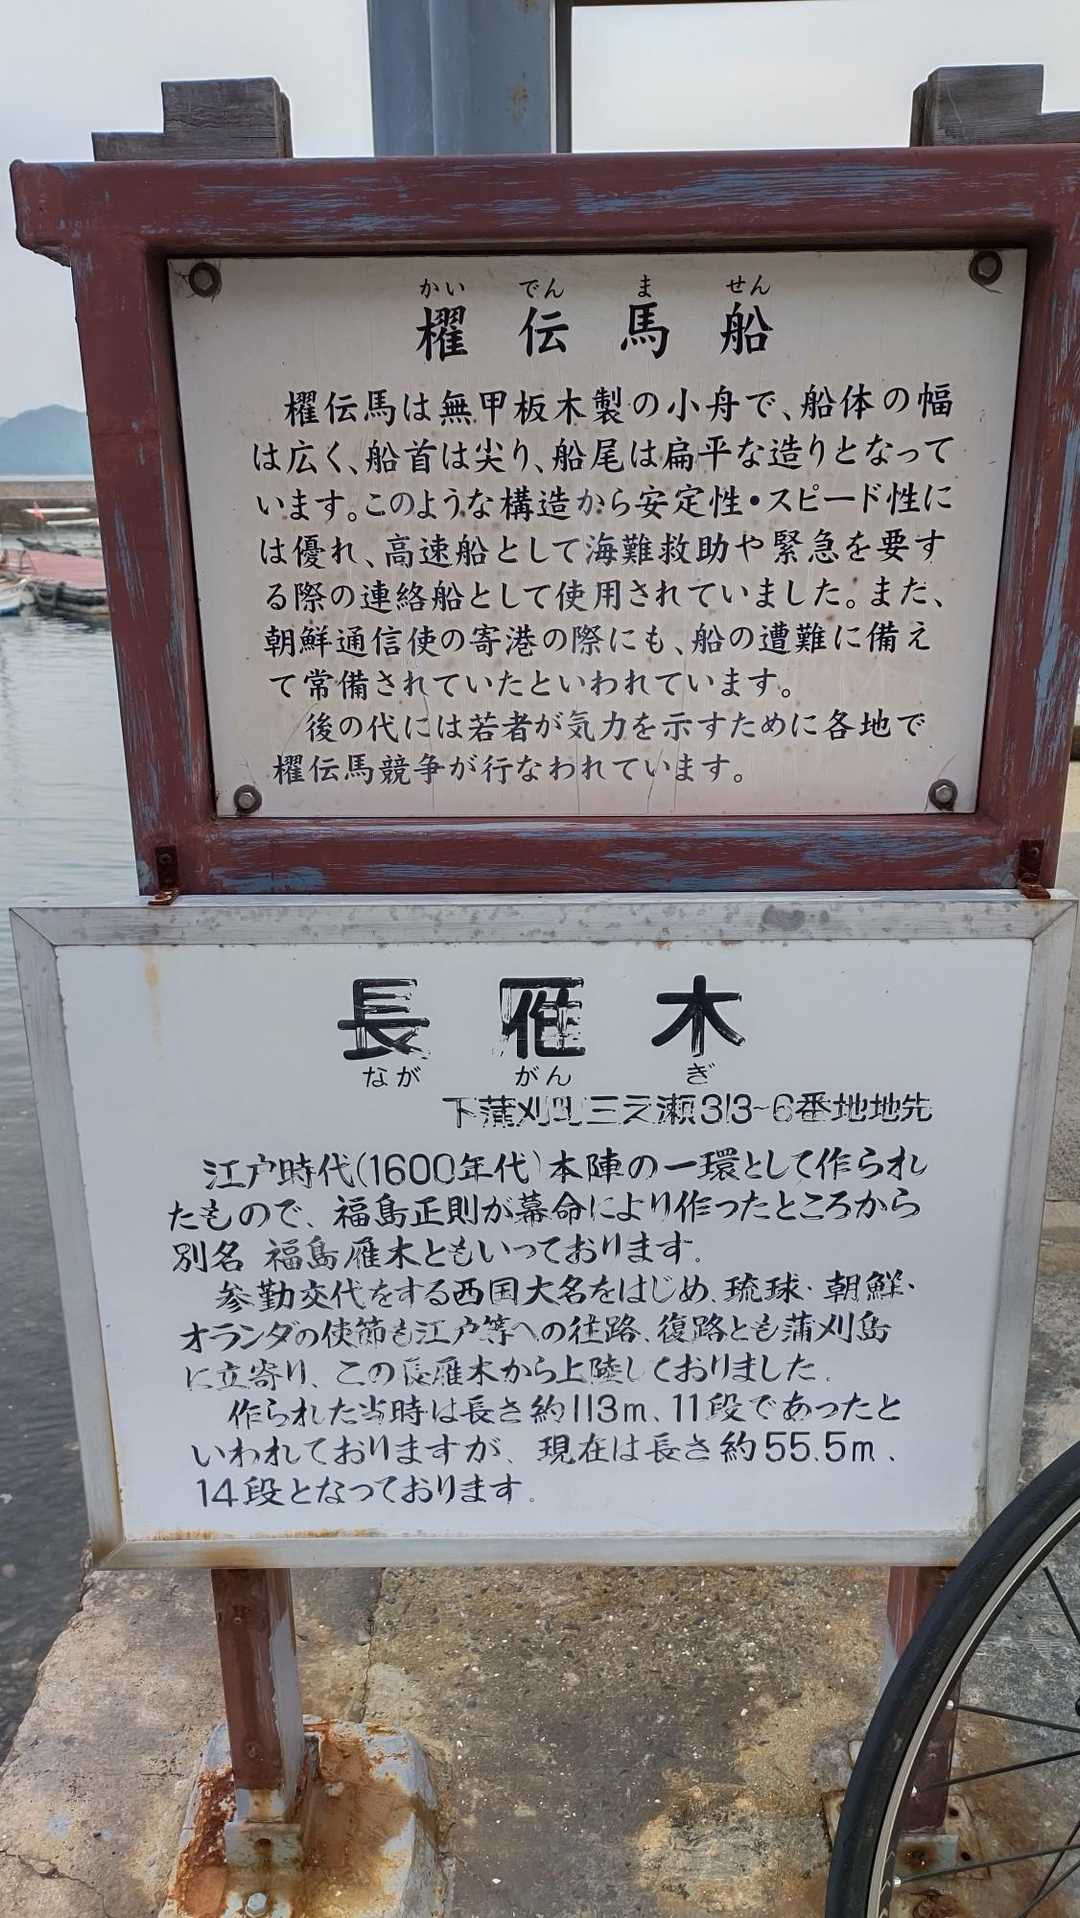 かい でん ま せん
櫂伝馬船
櫂伝馬は無甲板木製の小舟で、船体の幅
は広く、船首は尖り、船尾は扁平な造りとなって
います。このような構造から安定性・スピード性に
は優れ、高速船として海難救助や緊急を要す
る際の連絡船として使用されていました。また、
朝鮮通信使の寄港の際にも、船の遭難に備え
て常備されていたといわれています。
後の代には若者が気力を示すために各地で
櫂伝馬競争が行なわれています。
長雁木
なが がん ぎ
下蒲刈町三之瀬313~6番地地先
江戸時代(1600年代)本陣の一環として作られ
たもので、福島正則が幕命により作ったところから
別名 福島雁木ともいっております。
参勤交代をする西国大名をはじめ、琉球・朝鮮・
オランダの使節も江戸等への往路、復路とも蒲刈島
に立寄り、この長雁木から上陸しておりました。
作られた当時は長さ約113m、11段であったと
いわれておりますが、現在は長さ約55.5m、
14段となっております。